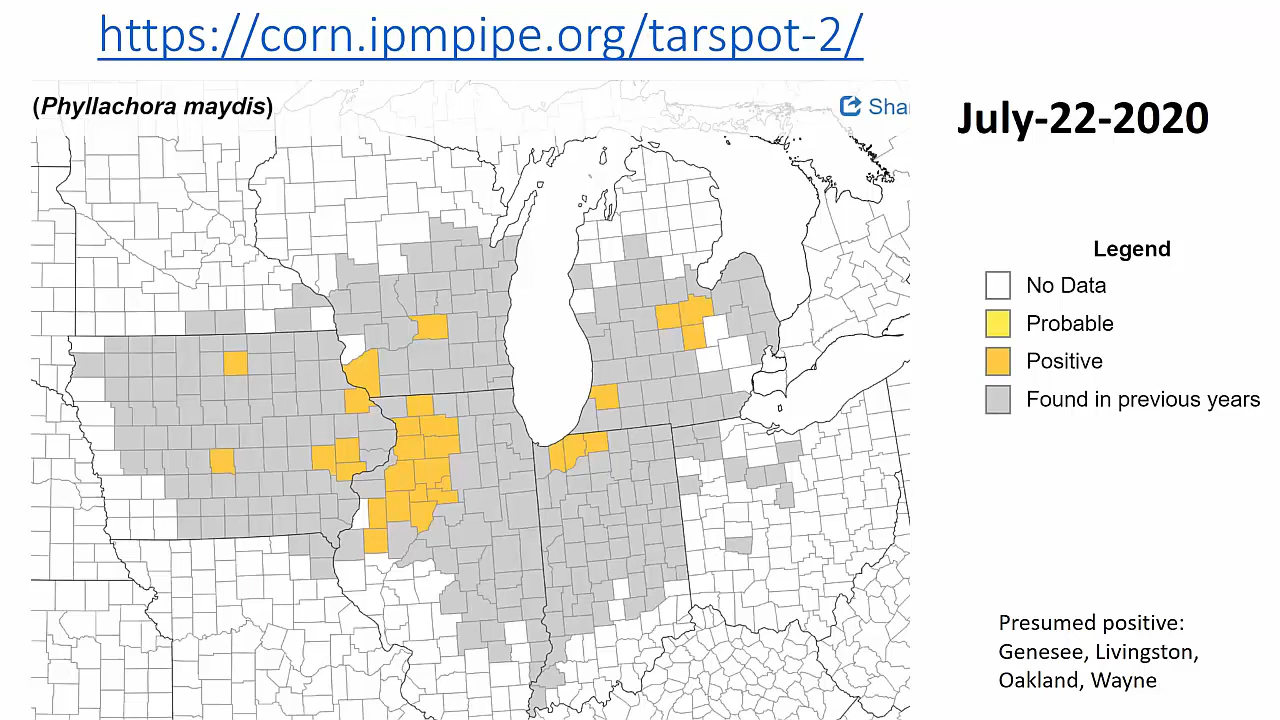 https://corn.ipmpipe.org/tarspot-2/
(Phyllachora maydis)
Shar
July-22-2020
Legend
No Data
Probable
Positive
Found in previous years
Presumed positive:
Genesee, Livingston,
Oakland, Wayne